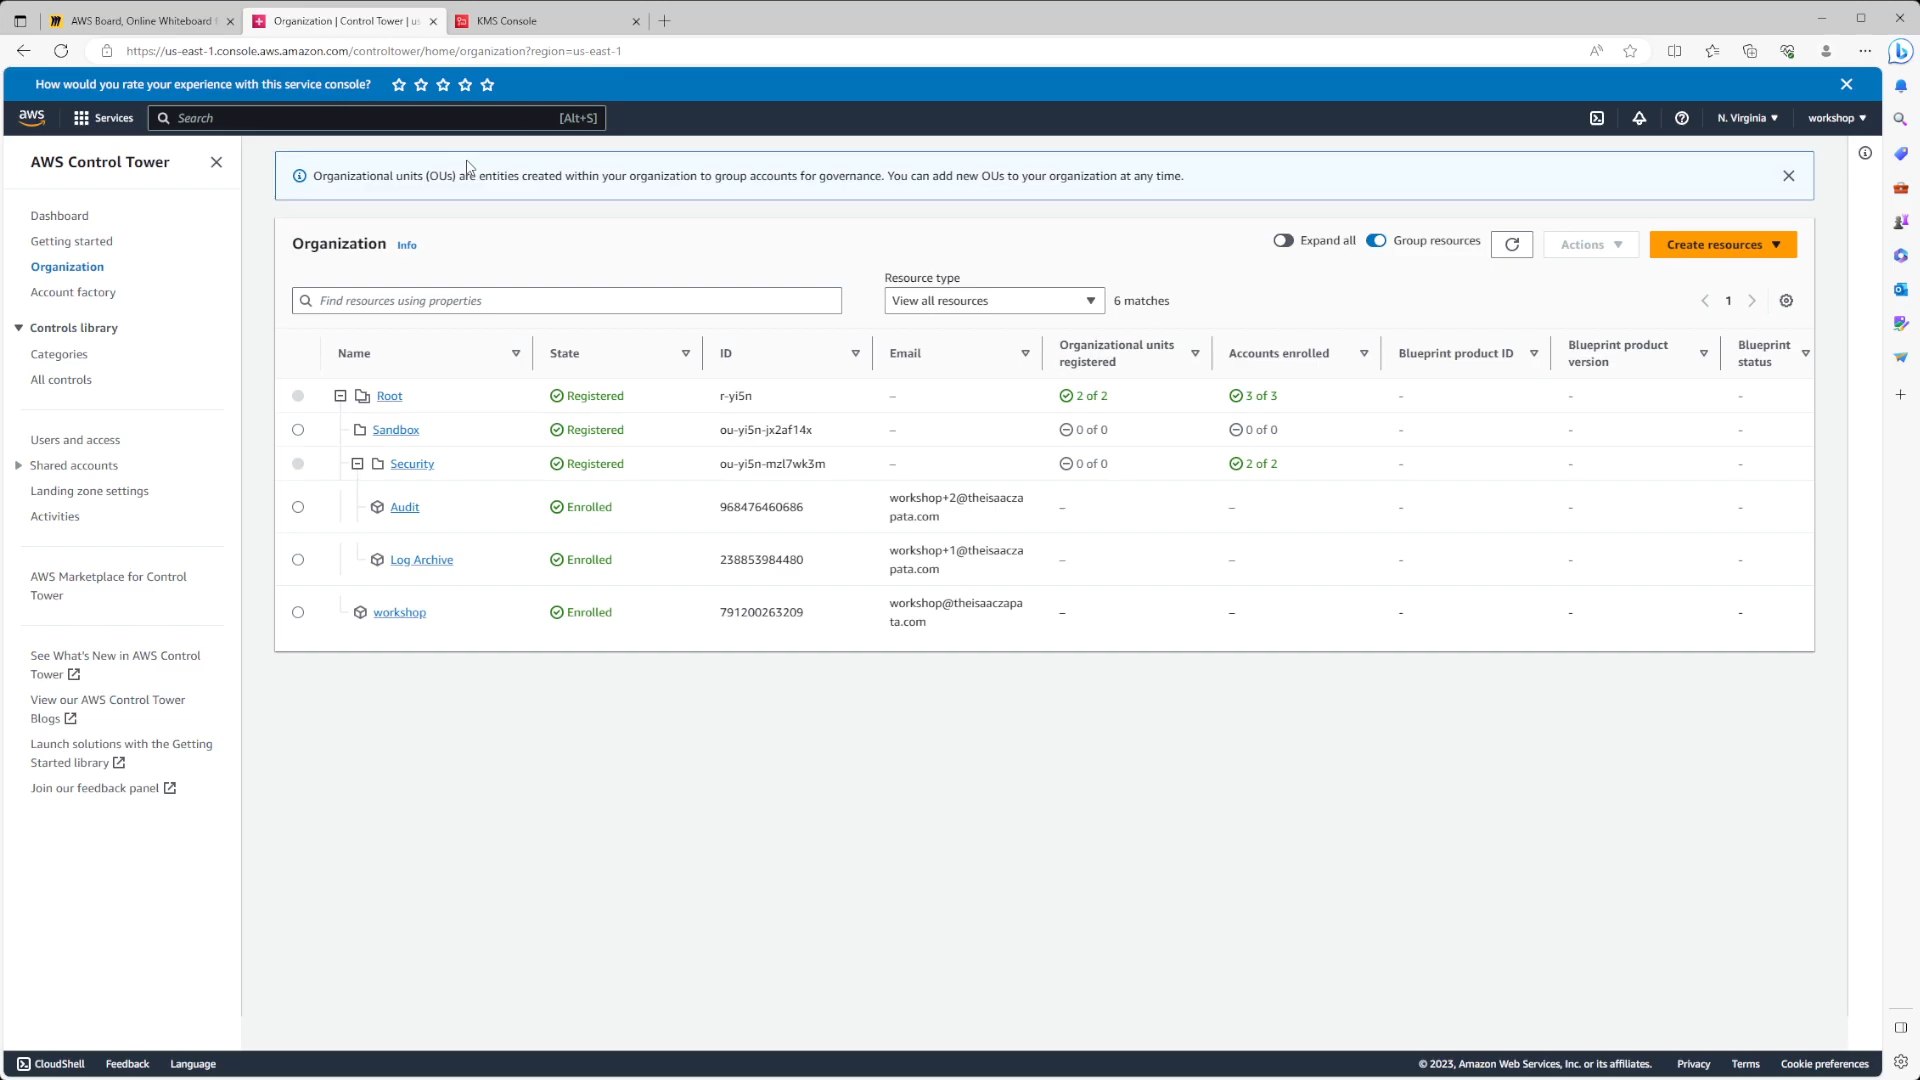 AWS Board, Online Whiteboard
Organization | Control Tower | us
KMS Console
https://us-east-1.console.aws.amazon.com/controltower/home/organization?region=us-east-1
How would you rate your experience with this service console?
aws
Services
Search
[Alt+S]
N. Virginia
workshop
AWS Control Tower
Dashboard
Getting started
Organization
Account factory
Controls library
Categories
All controls
Users and access
Shared accounts
Landing zone settings
Activities
AWS Marketplace for Control
Tower
See What's New in AWS Control
Tower
View our AWS Control Tower
Blogs
Launch solutions with the Getting
Started library
Join our feedback panel
Organizational units (OUs) are entities created within your organization to group accounts for governance. You can add new OUs to your organization at any time.
Organization Info
Expand all
Group resources
Actions
Create resources
Resource type
Find resources using properties
View all resources
6 matches
1
Name
State
ID
Email
Organizational units
registered
Accounts enrolled
Blueprint product ID
Blueprint product
version
Blueprint
status
Root Registered r-yi5n – 2 of 2 3 of 3 - - -
Sandbox Registered ou-yi5n-jx2af14x – 0 of 0 0 of 0 - - -
Security Registered ou-yi5n-mzl7wk3m – 0 of 0 2 of 2 - - -
Audit Enrolled 968476460686 workshop+2@theisaacza
pata.com – – - - -
Log Archive Enrolled 238853984480 workshop+1@theisaacza
pata.com – – - - -
workshop Enrolled 791200263209 workshop@theisaaczapa
ta.com – – - - -
CloudShell
Feedback
Language
© 2023, Amazon Web Services, Inc. or its affiliates.
Privacy
Terms
Cookie preferences